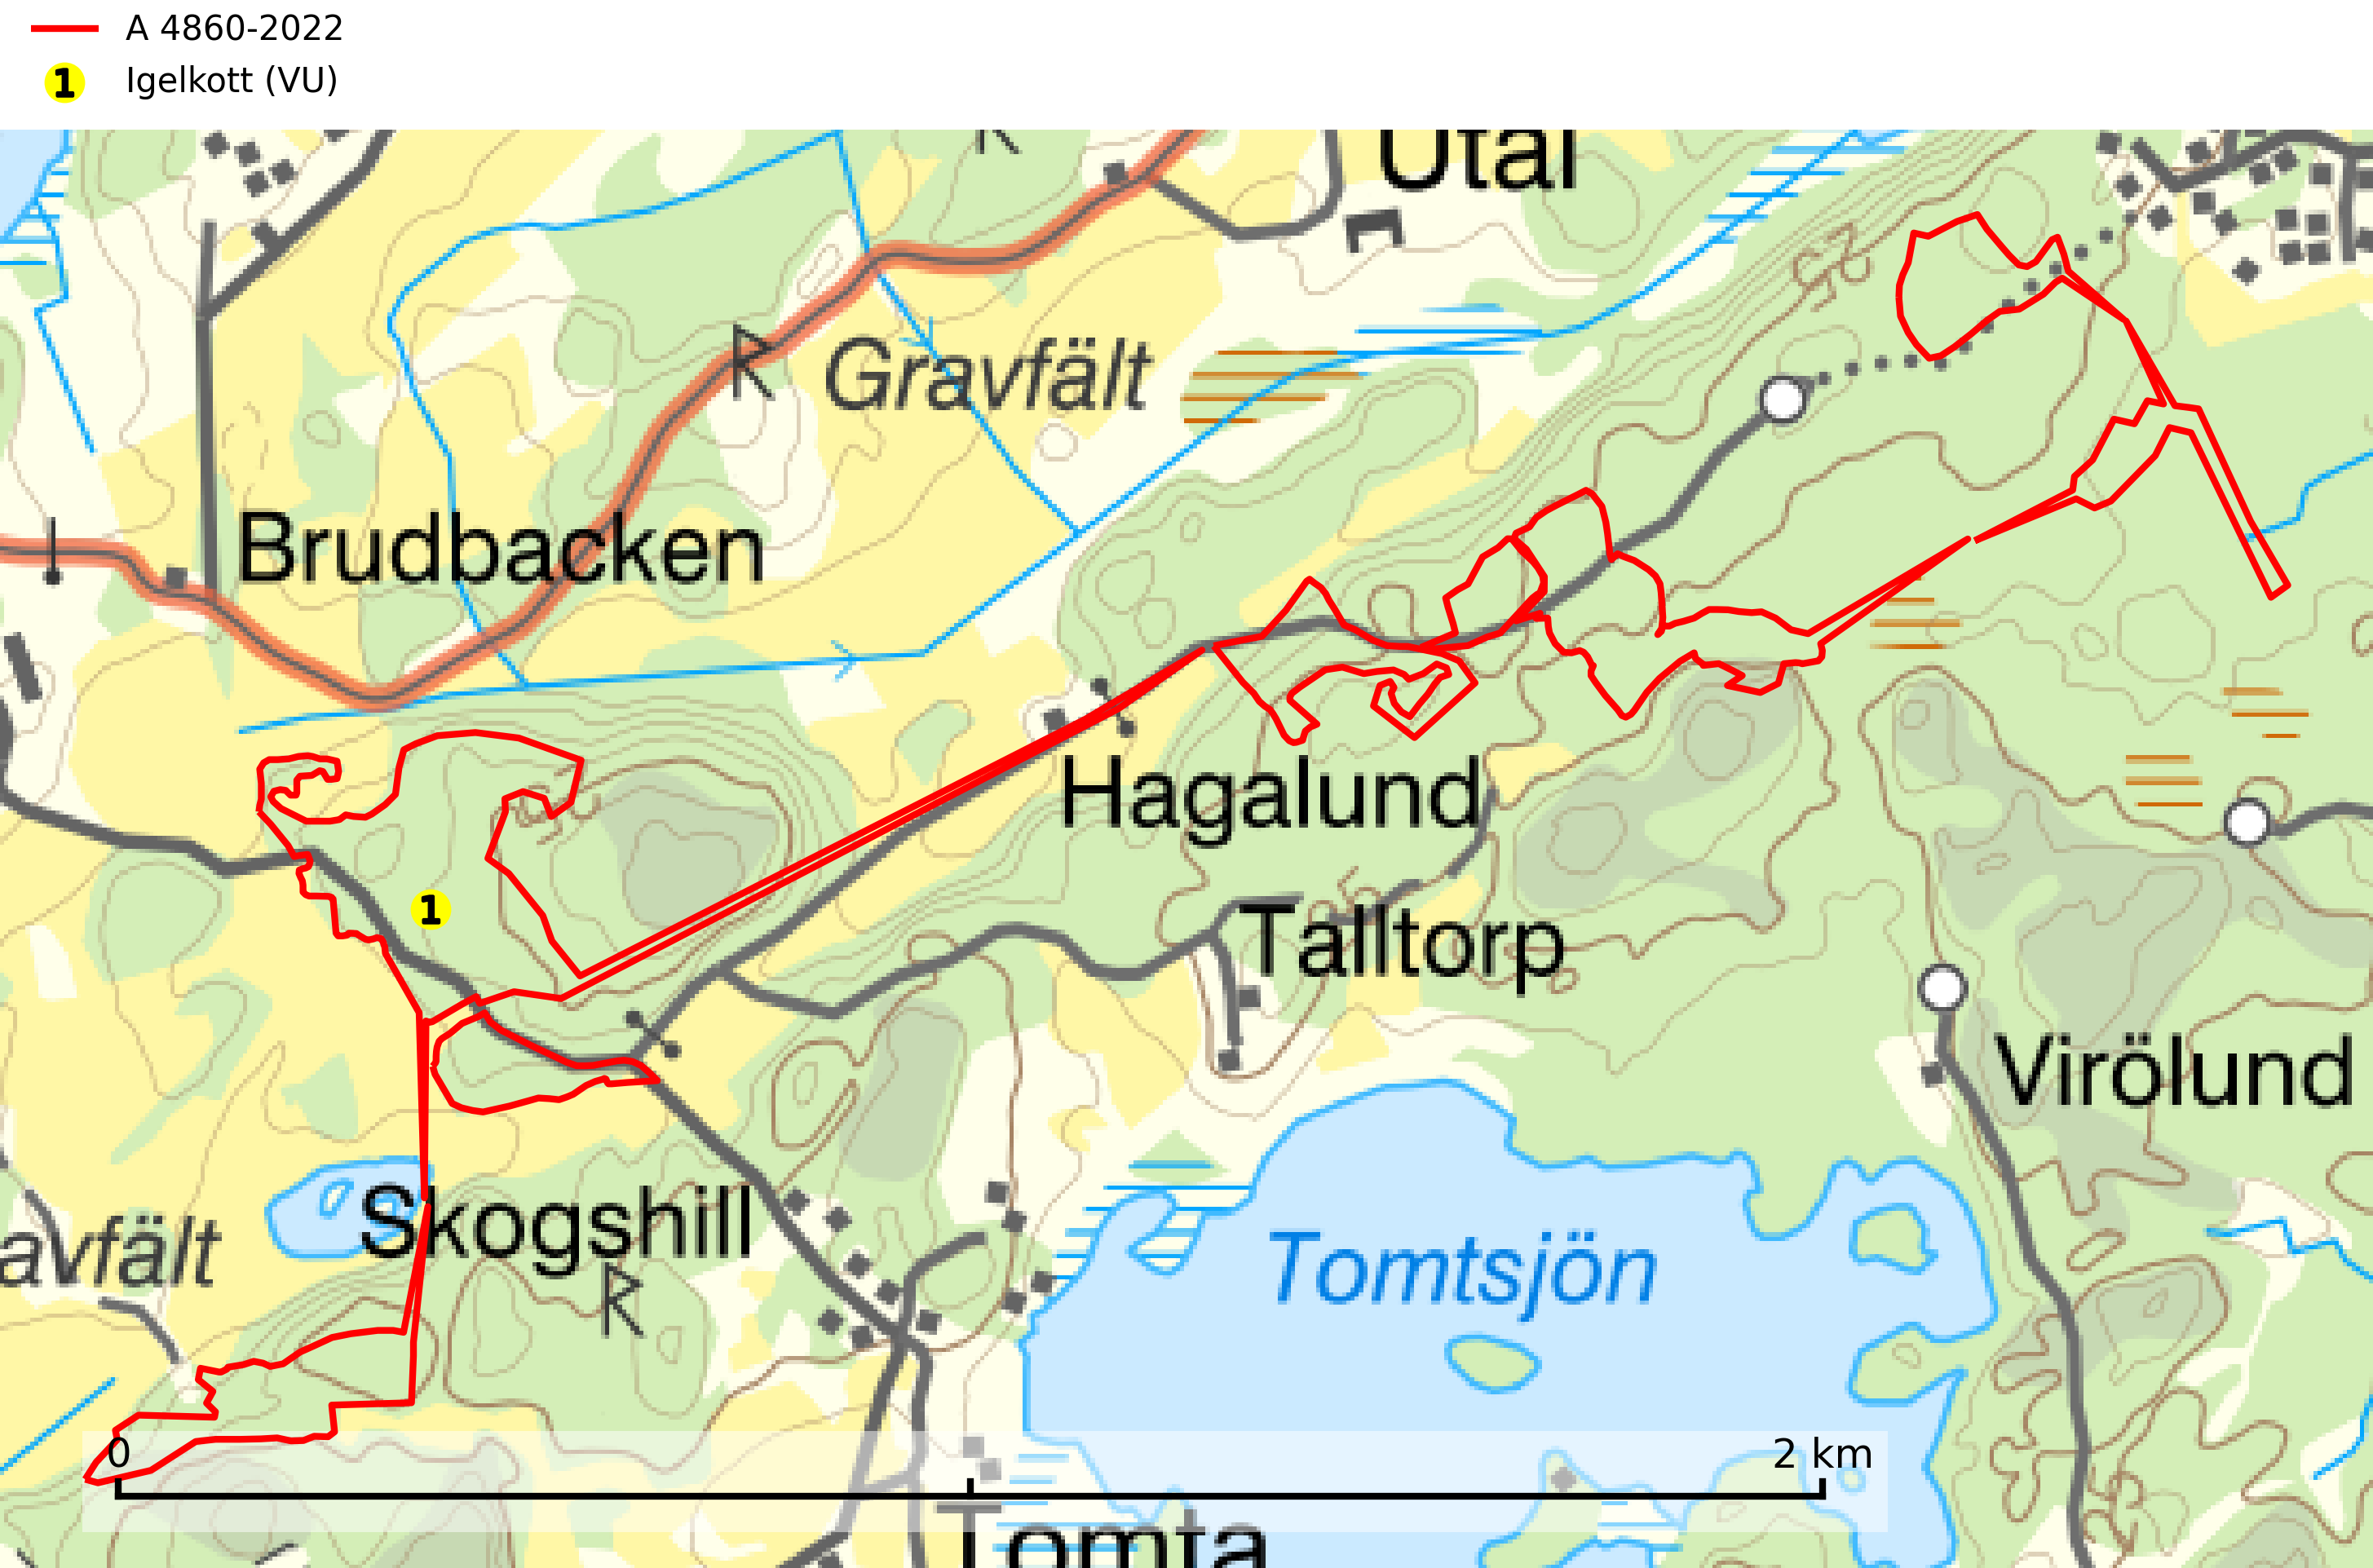 A 4860-2022
1 Igelkott (VU)
Utal
R
25
Gravfält
R
Brudbacken
Hagalund
1
Talltorp
Virölund
Skogshill
avfält
Tomtsjön
R
0 2 km
Tomta